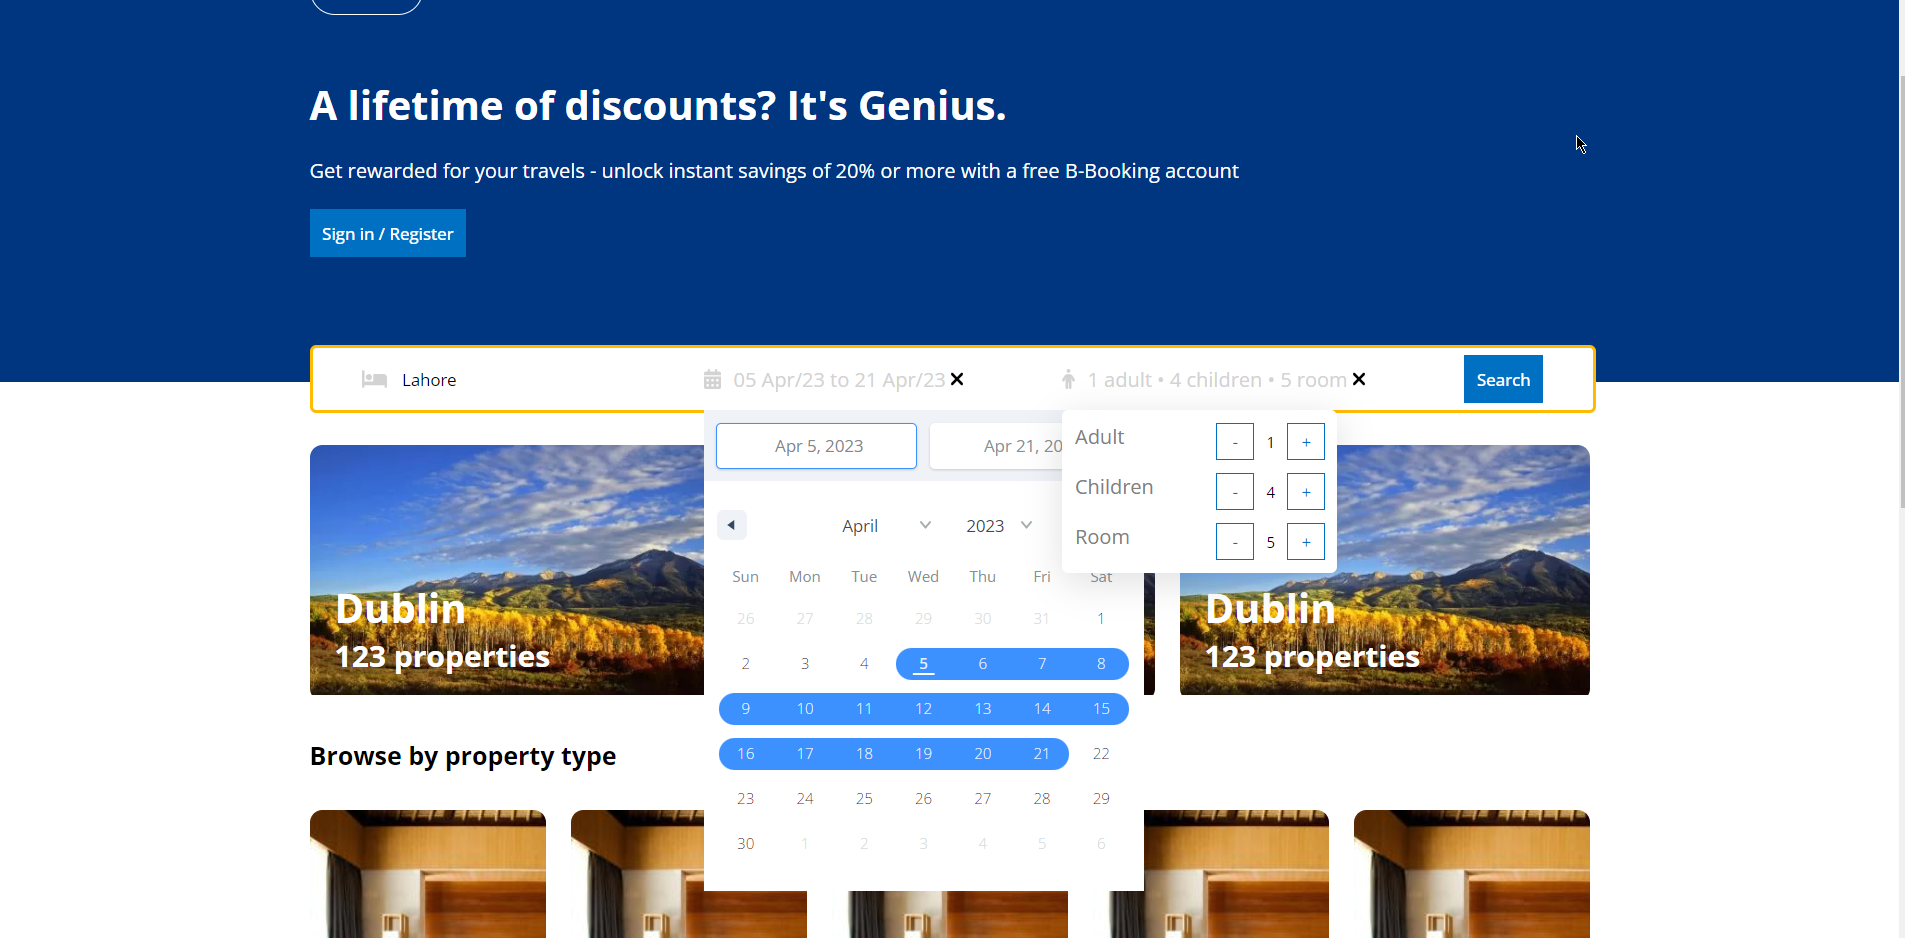 A lifetime of discounts? It's Genius.
Get rewarded for your travels - unlock instant savings of 20% or more with a free B-Booking account
Sign in / Register
Lahore 05 Apr/23 to 21 Apr/23 1 adult • 4 children • 5 room Search
Apr 5, 2023 Apr 21, 20
Adult - 1 +
Children - 4 +
Room - 5 +
April 2023
Sun Mon Tue Wed Thu Fri Sat
26 27 28 29 30 31 1
2 3 4 5 6 7 8
9 10 11 12 13 14 15
16 17 18 19 20 21 22
23 24 25 26 27 28 29
30 1 2 3 4 5 6
Dublin
123 properties
Dublin
123 properties
Browse by property type